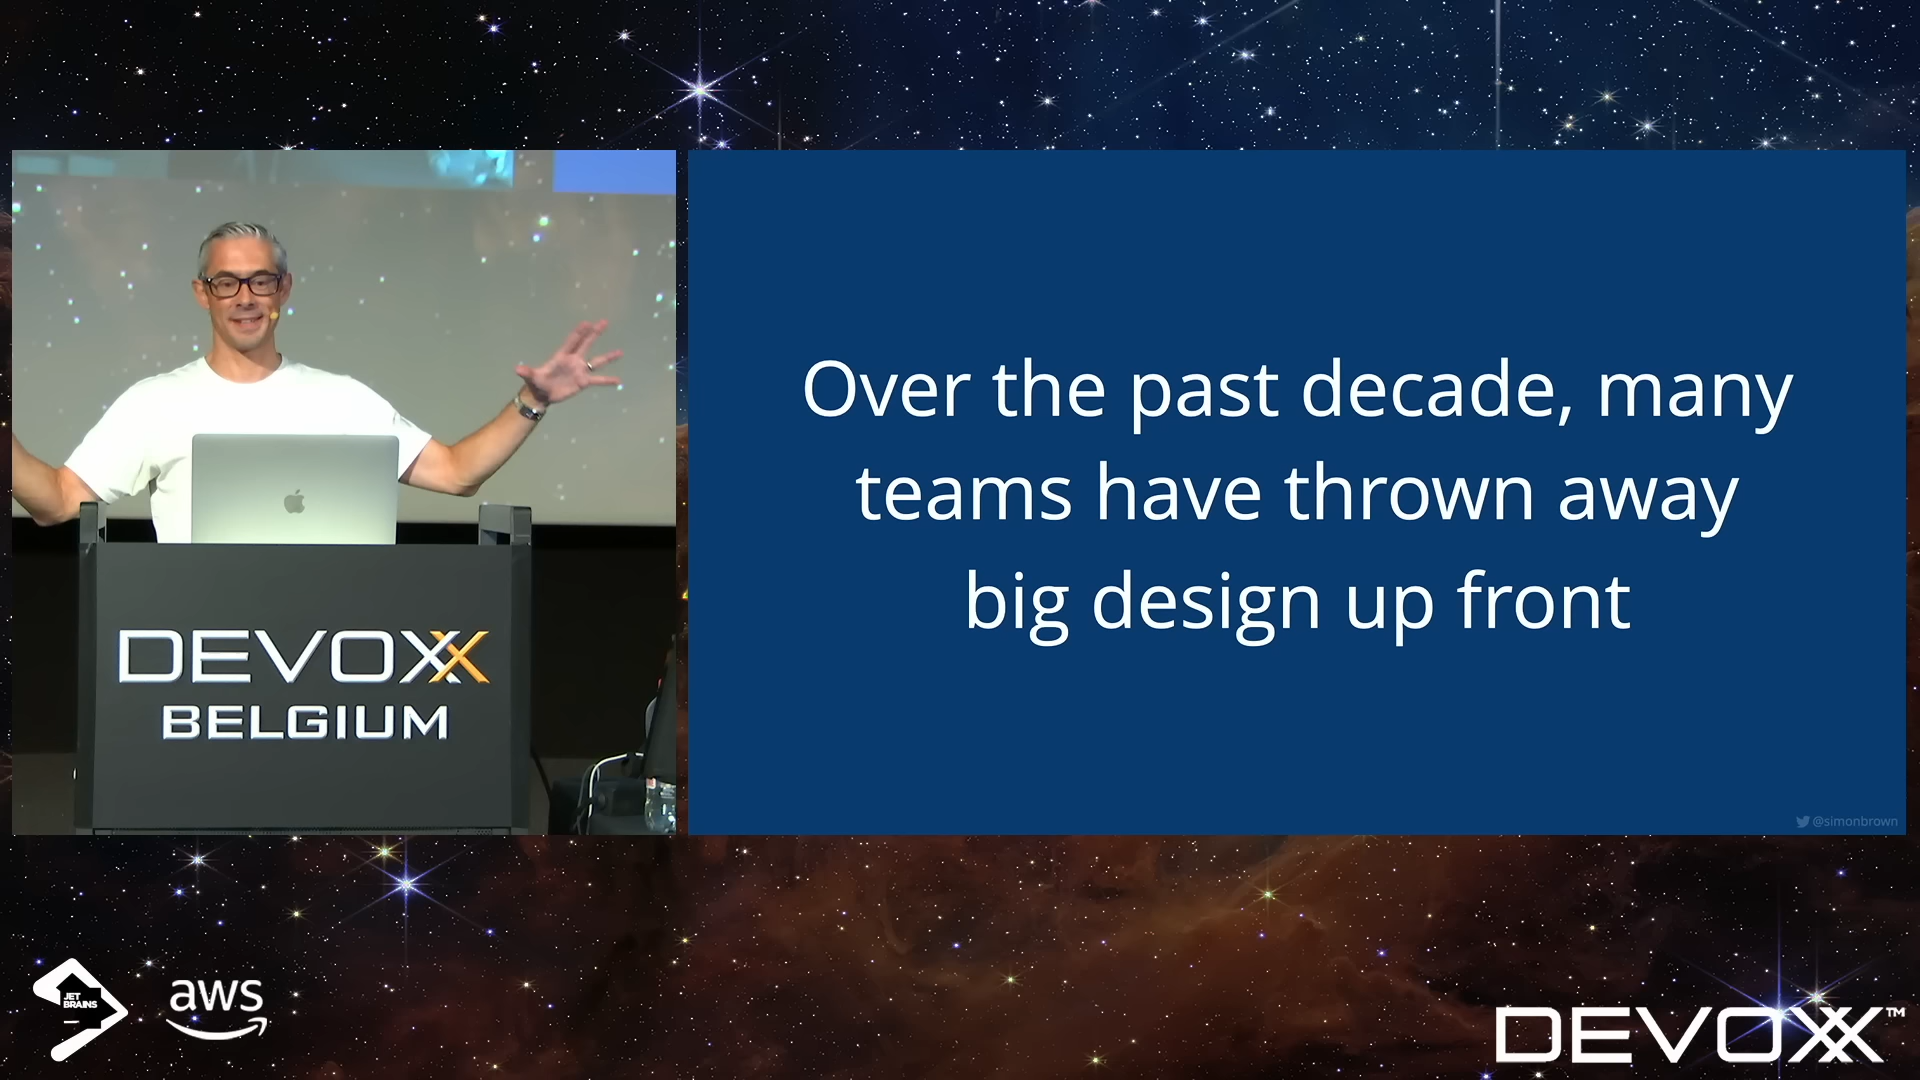 Over the past decade, many
teams have thrown away
big design up front
@simonbrown
DEVOXX
BELGIUM
JET
BRAINS
aws
DEVOXX™